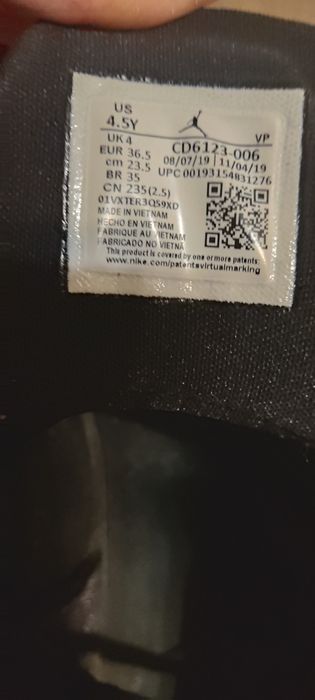 US
4.5Y
VP
UK 4
CD6123-006
EUR 36.5
08/07/19 11/04/19
cm 23.5
UPC 00193154831276
BR 35
CN 235(2.5)
01VXTER3Q59XD
MADE IN VIETNAM
HECHO EN VIETNAM
FABRIQUE AU VIETNAM
FABRICADO NO VIETNA
This product is covered by one or more patents:
www.nike.com/patentsvirtualmarking